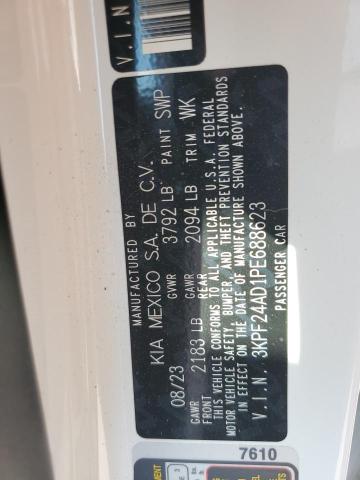 V.I.N
MANUFACTURED BY
KIA MEXICO S.A. DE C.V.
08/23 GVWR 3792 LB PAINT SWP
GAWR FRONT 2183 LB GAWR REAR 2094 LB TRIM WK
THIS VEHICLE CONFORMS TO ALL APPLICABLE U.S.A. FEDERAL
MOTOR VEHICLE SAFETY, BUMPER, AND THEFT PREVENTION STANDARDS
IN EFFECT ON THE DATE OF MANUFACTURE SHOWN ABOVE.
V.I.N. 3KPF24AD1PE688623
PASSENGER CAR
7610